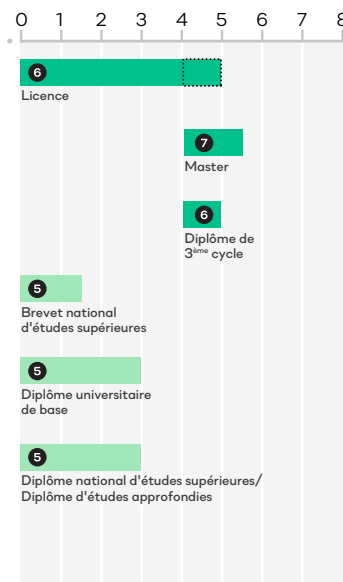 0 1 2 3 4 5 6 7 8
6
Licence
7
Master
6
Diplôme de
3ème cycle
5
Brevet national
d'études supérieures
5
Diplôme universitaire
de base
5
Diplôme national d'études supérieures/
Diplôme d'études approfondies